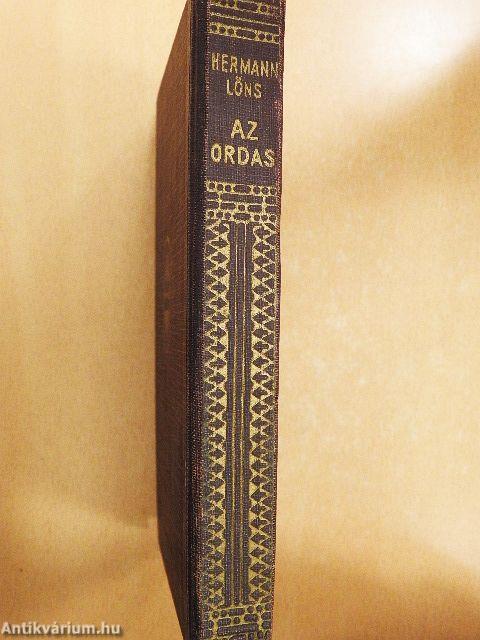 HERMANN
LÖNS
AZ
ORDAS
Antikvárium.hu